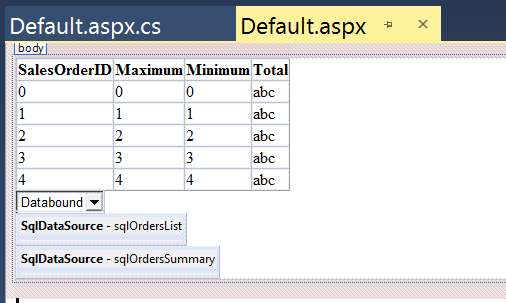 Default.aspx.cs Default.aspx
body
SalesOrderID Maximum Minimum Total
0 0 0 abc
1 1 1 abc
2 2 2 abc
3 3 3 abc
4 4 4 abc
Databound
SqlDataSource - sqlOrdersList
SqlDataSource - sqlOrdersSummary